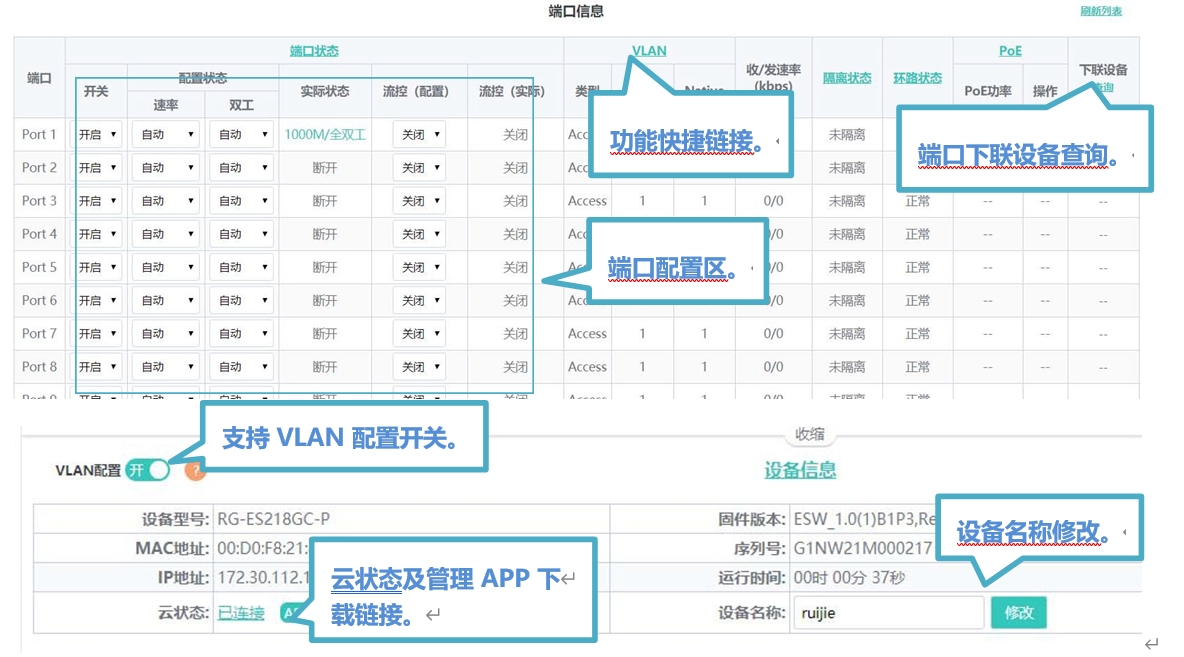 端口信息 刷新列表
端口 端口状态 VLAN 收/发速率 (kbps) 隔离状态 环路状态 PoE 下联设备
开关 配置状态 实际状态 流控（配置） 流控（实际） PoE功率 操作
速率 双工
Port 1 开启 自动 自动 1000M/全双工 关闭 关闭 未隔离
功能快捷链接。
端口下联设备查询。
Port 2 开启 自动 自动 断开 关闭 关闭 未隔离
Port 3 开启 自动 自动 断开 关闭 关闭 Access 1 1 0/0 未隔离 正常 -- -- --
Port 4 开启 自动 自动 断开 关闭 关闭 未隔离 正常 -- -- --
端口配置区。
Port 5 开启 自动 自动 断开 关闭 关闭 未隔离 正常 -- -- --
Port 6 开启 自动 自动 断开 关闭 关闭 未隔离 正常 -- -- --
Port 7 开启 自动 自动 断开 关闭 关闭 Access 1 1 0/0 未隔离 正常 -- -- --
Port 8 开启 自动 自动 断开 关闭 关闭 Access 1 1 0/0 未隔离 正常 -- -- --
支持 VLAN 配置开关。
收缩
VLAN配置 开 ?
设备信息
设备型号: RG-ES218GC-P 固件版本: ESW_1.0(1)B1P3,Re
设备名称修改。
MAC地址: 00:D0:F8:21: 序列号: G1NW21M000217
IP地址: 172.30.112.1 运行时间: 00时 00分 37秒
云状态及管理 APP 下
载链接。
云状态: 已连接 设备名称: ruijie 修改